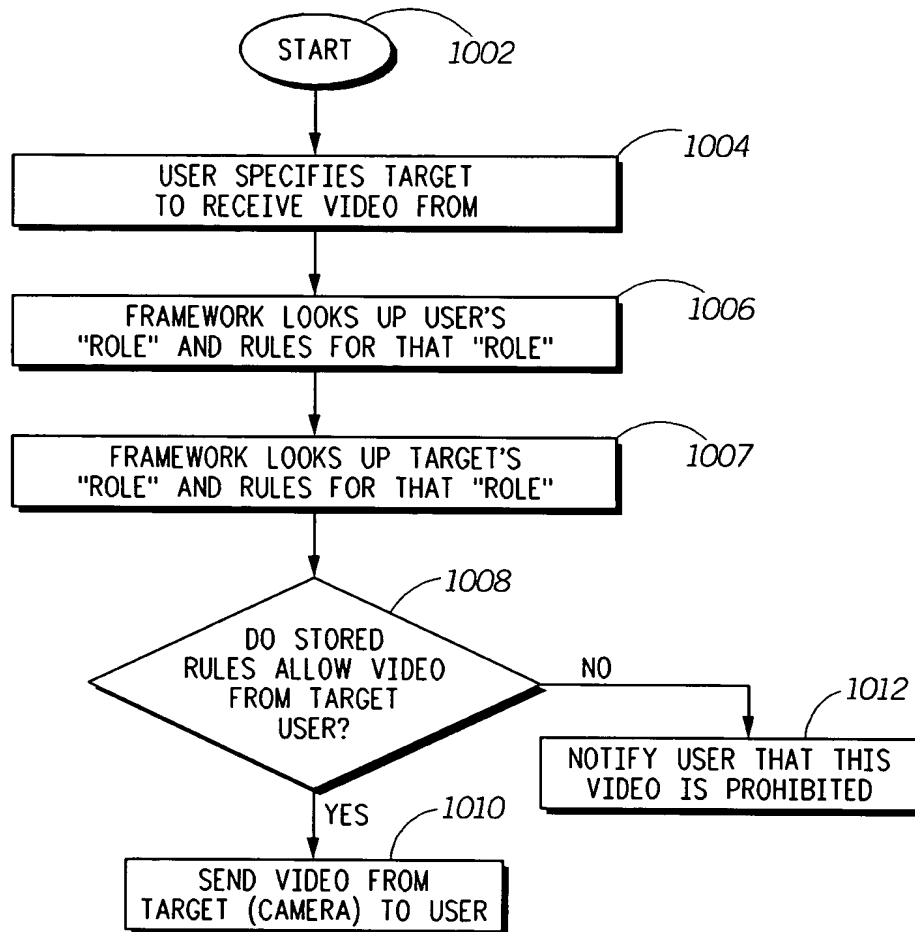 START
1002
1004
USER SPECIFIES TARGET
TO RECEIVE VIDEO FROM
1006
FRAMEWORK LOOKS UP USER'S
"ROLE" AND RULES FOR THAT "ROLE"
1007
FRAMEWORK LOOKS UP TARGET'S
"ROLE" AND RULES FOR THAT "ROLE"
1008
DO STORED
RULES ALLOW VIDEO
FROM TARGET
USER?
NO
1012
NOTIFY USER THAT THIS
VIDEO IS PROHIBITED
YES
1010
SEND VIDEO FROM
TARGET (CAMERA) TO USER